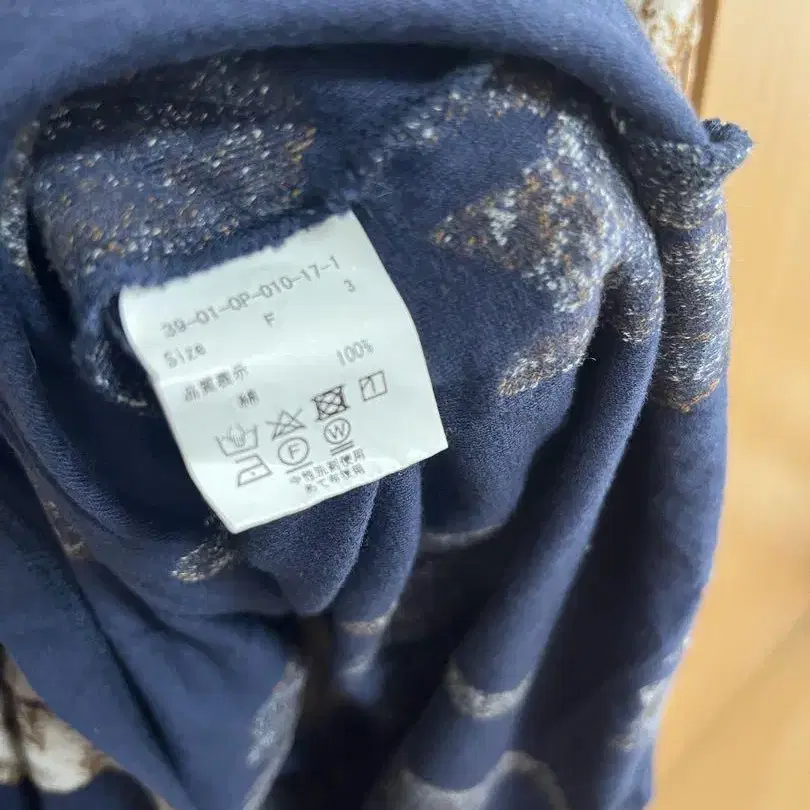 39-01-OP-010-17-1
3
Size F
品質表示
綿 100%
F W
中性洗剤使用
あて布使用